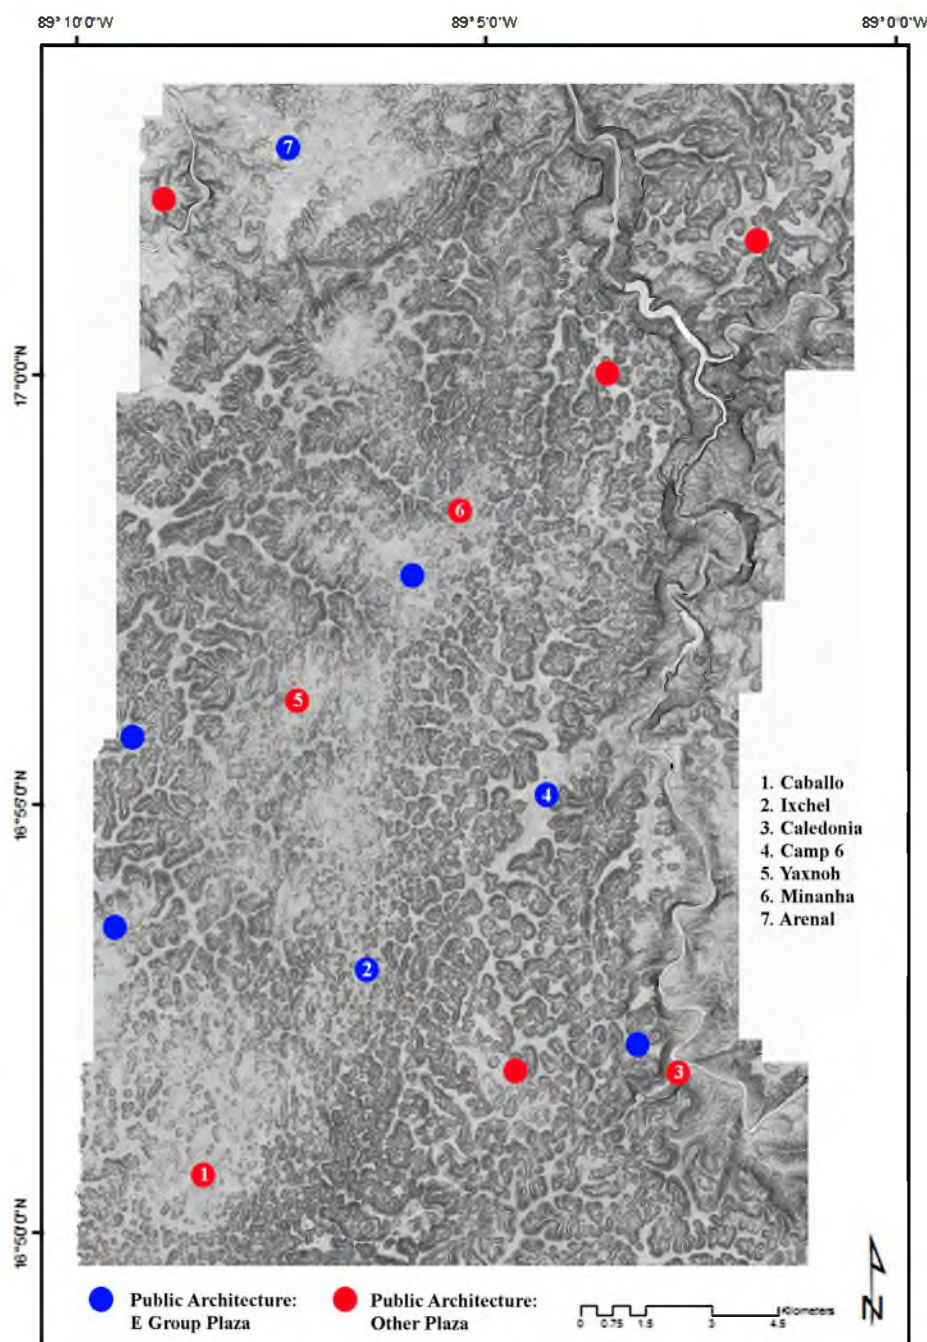 89°10'0"W 89°5'0"W 89°0'0"W
7
17°0'0"N
6
5
4
16°55'0"N
1. Caballo
2. Ixchel
3. Caledonia
4. Camp 6
5. Yaxnoh
6. Minanha
7. Arenal
2
3
1
16°50'0"N
Public Architecture:
E Group Plaza
Public Architecture:
Other Plaza
Kilometers
0 0.75 1.5 3 4.5
N